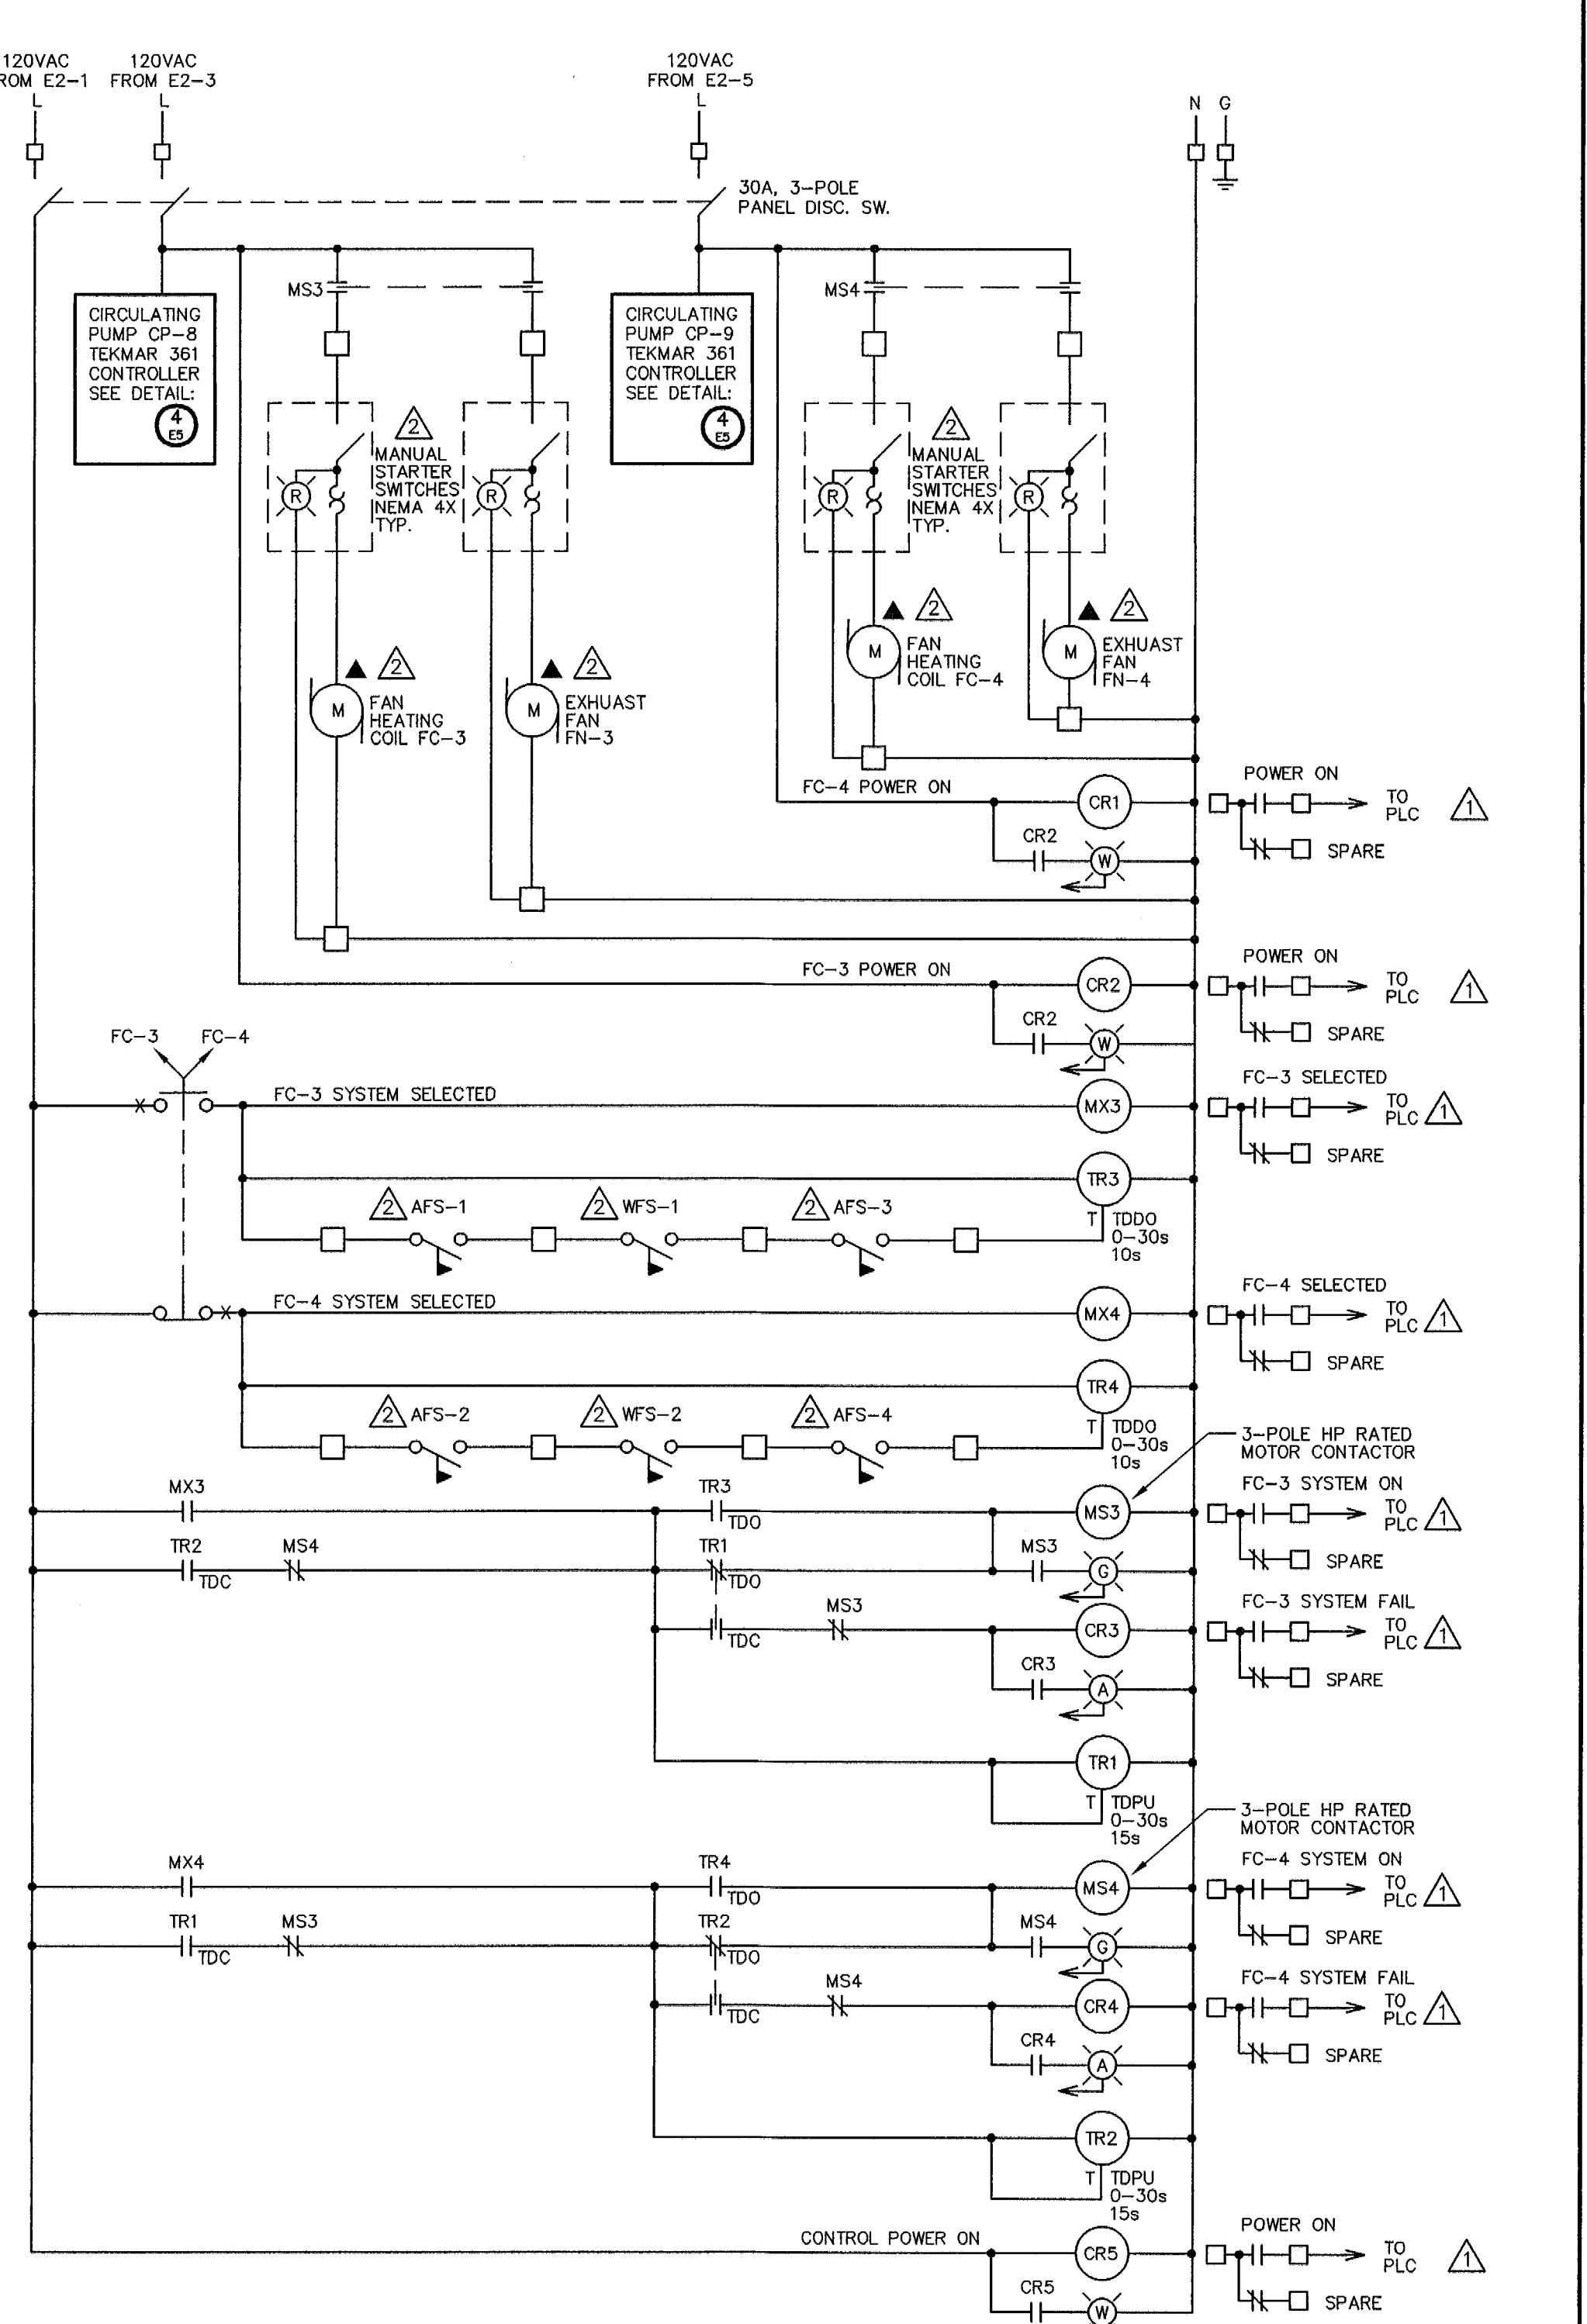 120VAC
ROM E2-1
L
120VAC
FROM E2-3
L
120VAC
FROM E2-5
L
N G
30A, 3-POLE
PANEL DISC. SW.
MS3
MS4
CIRCULATING
PUMP CP-8
TEKMAR 361
CONTROLLER
SEE DETAIL:
4
E5
2
MANUAL
STARTER
SWITCHES
NEMA 4X
TYP.
R
R
CIRCULATING
PUMP CP-9
TEKMAR 361
CONTROLLER
SEE DETAIL:
4
E5
2
MANUAL
STARTER
SWITCHES
NEMA 4X
TYP.
R
R
2
M
FAN
HEATING
COIL FC-3
2
M
EXHUAST
FAN
FN-3
2
M
FAN
HEATING
COIL FC-4
2
M
EXHUAST
FAN
FN-4
FC-4 POWER ON
CR1
CR2
W
POWER ON
TO
PLC
1
SPARE
FC-3 POWER ON
CR2
CR2
W
POWER ON
TO
PLC
1
SPARE
FC-3 FC-4
FC-3 SYSTEM SELECTED
X
MX3
FC-3 SELECTED
TO
PLC
1
SPARE
TR3
2 AFS-1
2 WFS-1
2 AFS-3
T TDDO
0-30s
10s
FC-4 SYSTEM SELECTED
X
MX4
FC-4 SELECTED
TO
PLC
1
SPARE
TR4
2 AFS-2
2 WFS-2
2 AFS-4
T TDDO
0-30s
10s
3-POLE HP RATED
MOTOR CONTACTOR
MX3
TR3
TDO
MS3
FC-3 SYSTEM ON
TO
PLC
1
SPARE
TR2
TDC
MS4
TR1
TDO
MS3
G
TDC
MS3
CR3
FC-3 SYSTEM FAIL
TO
PLC
1
SPARE
CR3
A
TR1
T TDPU
0-30s
15s
3-POLE HP RATED
MOTOR CONTACTOR
MX4
TR4
TDO
MS4
FC-4 SYSTEM ON
TO
PLC
1
SPARE
TR1
TDC
MS3
TR2
TDO
MS4
G
TDC
MS4
CR4
FC-4 SYSTEM FAIL
TO
PLC
1
SPARE
CR4
A
TR2
T TDPU
0-30s
15s
CONTROL POWER ON
CR5
POWER ON
TO
PLC
1
SPARE
CR5
W